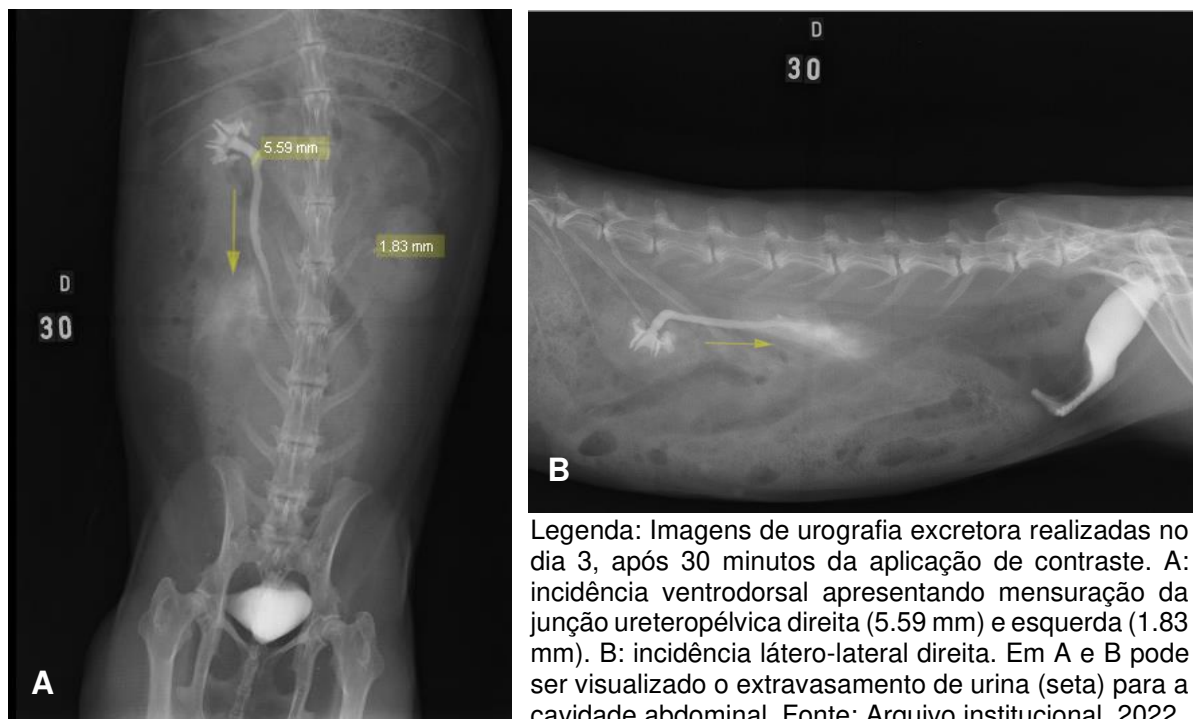 5.59 mm
1.83 mm
D
30
A
D
30
B
Legenda: Imagens de urografia excretora realizadas no
dia 3, após 30 minutos da aplicação de contraste. A:
incidência ventrodorsal apresentando mensuração da
junção ureteropélvica direita (5.59 mm) e esquerda (1.83
mm). B: incidência látero-lateral direita. Em A e B pode
ser visualizado o extravasamento de urina (seta) para a
cavidade abdominal. Fonte: Arquivo institucional, 2022.